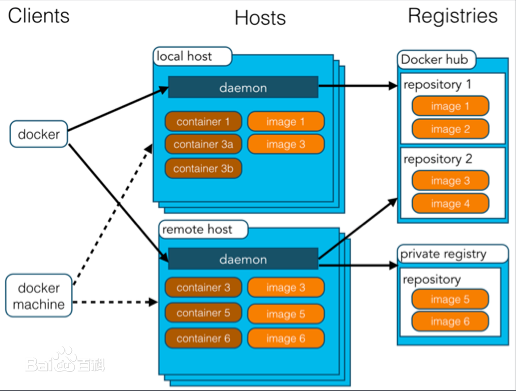 Clients
Hosts
Registries
docker
docker
machine
local host
daemon
container 1
image 1
container 3a
image 3
container 3b
remote host
daemon
container 3
image 3
container 5
image 5
container 6
image 6
Docker hub
repository 1
image 1
image 2
repository 2
image 3
image 4
private registry
repository
image 5
image 6
Bai百科